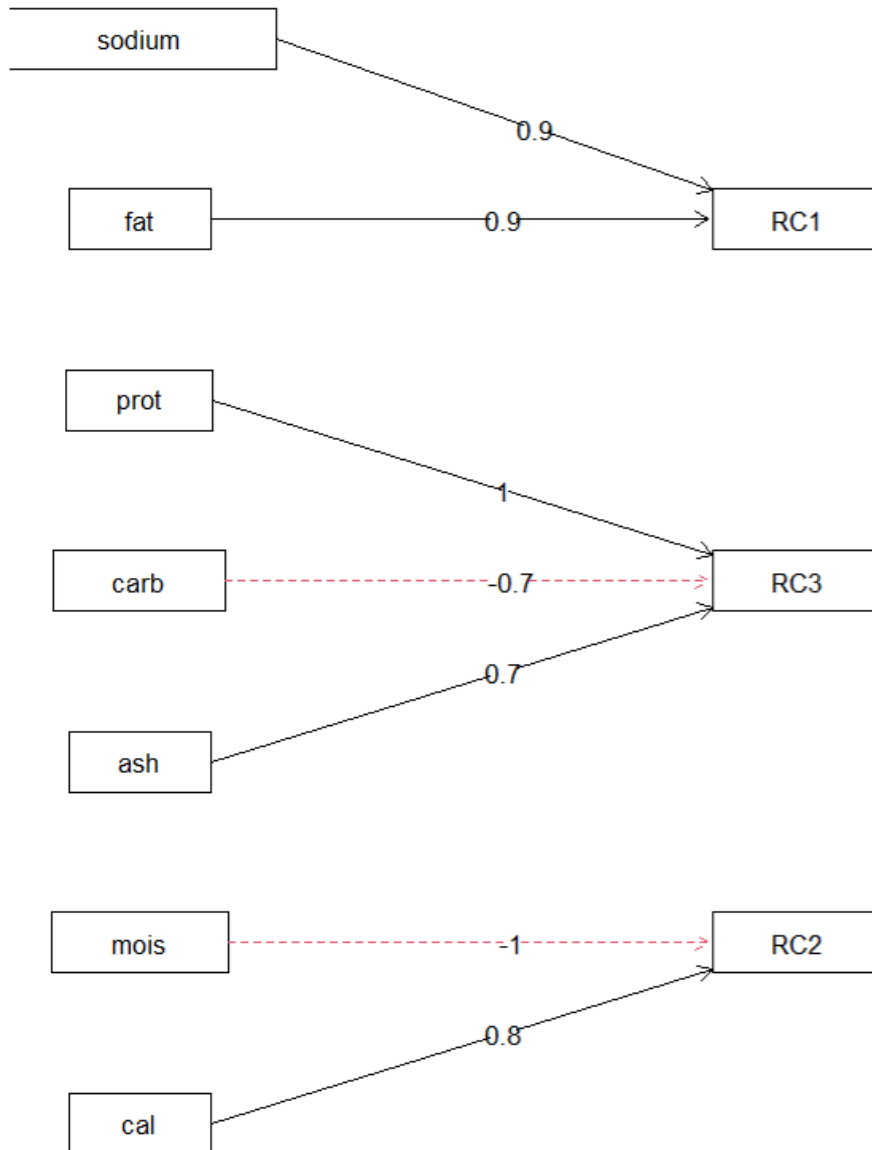 sodium
0.9
fat
0.9
RC1
prot
1
carb
-0.7
RC3
0.7
ash
mois
-1
RC2
0.8
cal